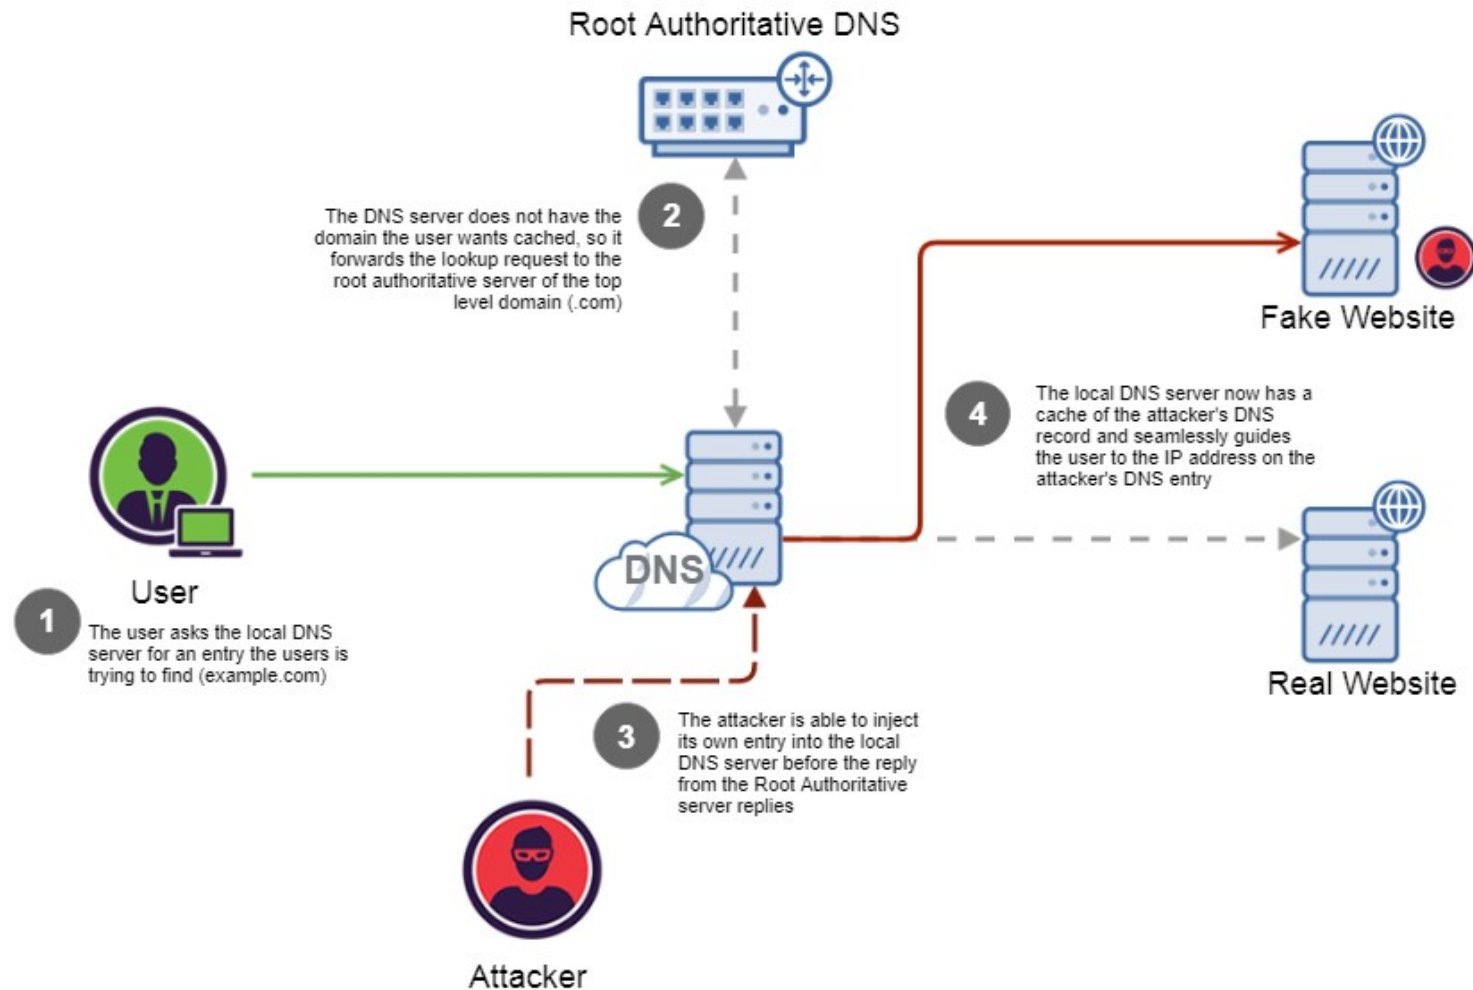 Root Authoritative DNS
2
The DNS server does not have the
domain the user wants cached, so it
forwards the lookup request to the
root authoritative server of the top
level domain (.com)
Fake Website
4
The local DNS server now has a
cache of the attacker's DNS
record and seamlessly guides
the user to the IP address on the
attacker's DNS entry
DNS
User
1
The user asks the local DNS
server for an entry the users is
trying to find (example.com)
Real Website
3
The attacker is able to inject
its own entry into the local
DNS server before the reply
from the Root Authoritative
server replies
Attacker